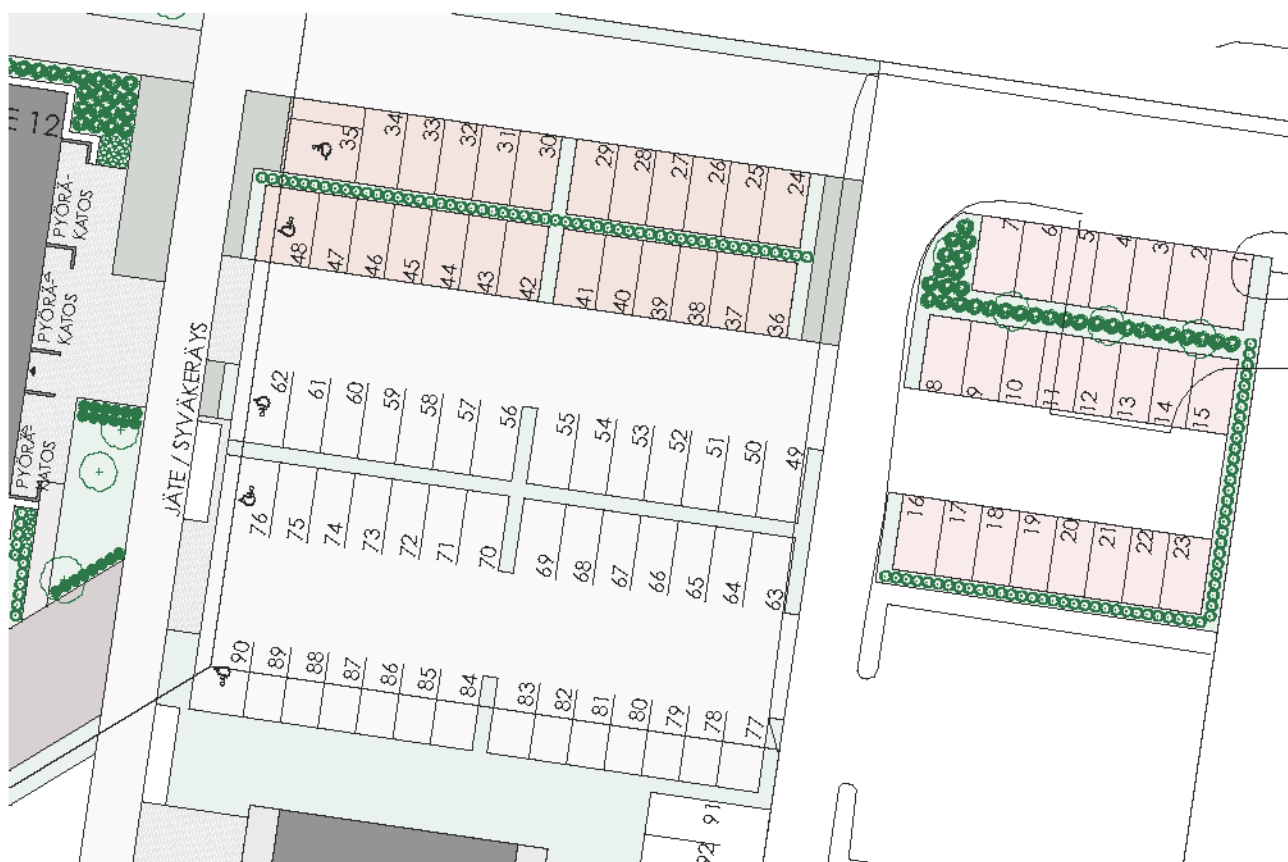 E 12
PYÖRÄ-
KATOS
PYÖRÄ-
KATOS
PYÖRÄ-
KATOS
JÄTE / SYVÄKERÄYS
35 34 33 32 31 30 29 28 27 26 25 24
48 47 46 45 44 43 42 41 40 39 38 37 36
62 61 60 59 58 57 56 55 54 53 52 51 50 49
76 75 74 73 72 71 70 69 68 67 66 65 64 63
90 89 88 87 86 85 84 83 82 81 80 79 78 77
91
92
7 6 5 4 3 2 1
8 9 10 11 12 13 14 15
16 17 18 19 20 21 22 23